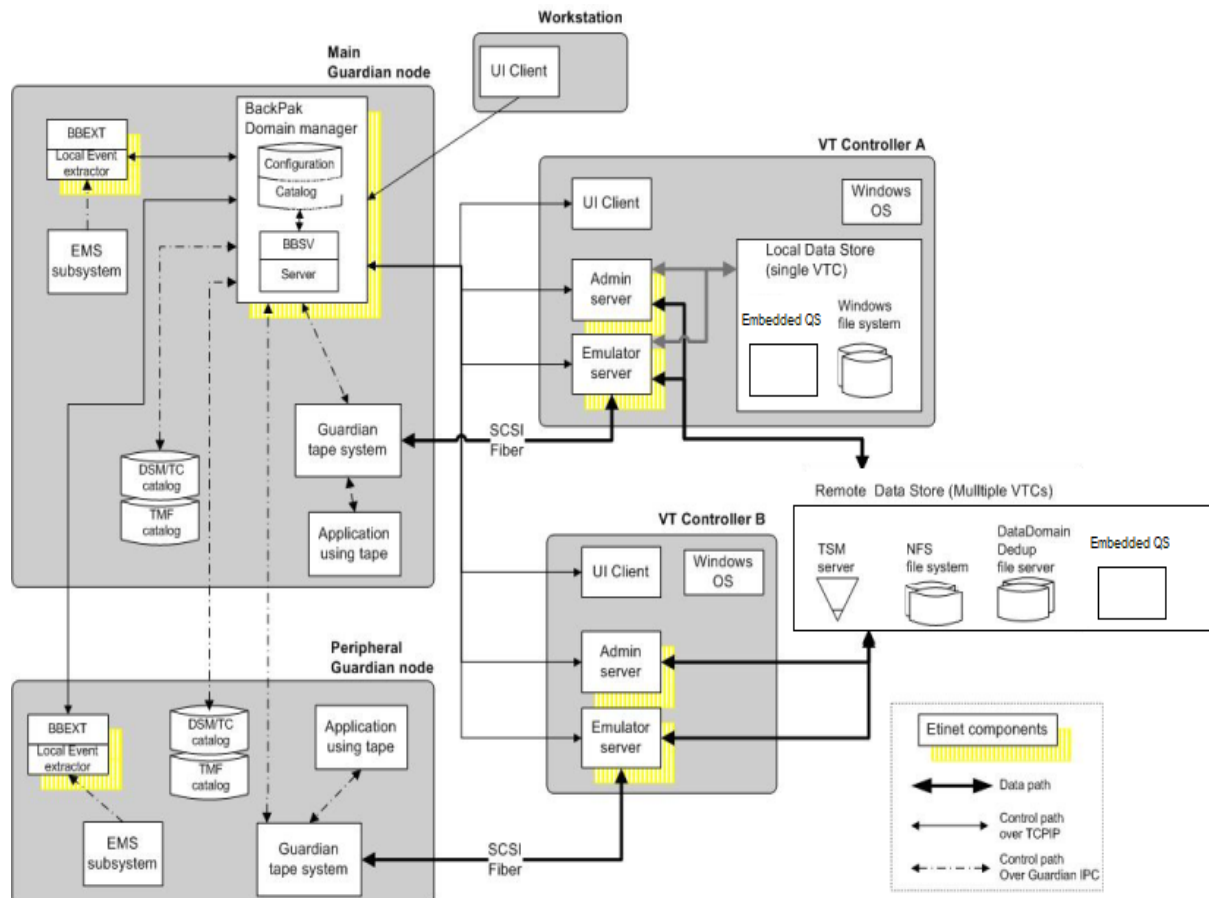 Workstation
UI Client
Main
Guardian node
BackPak
Domain manager
Configuration
Catalog
BBSV
Server
BBEXT
Local Event
extractor
EMS
subsystem
DSM/TC
catalog
TMF
catalog
Guardian
tape system
Application
using tape
SCSI
Fiber
VT Controller A
UI Client
Windows
OS
Admin
server
Emulator
server
Local Data Store
(single VTC)
Embedded QS
Windows
file system
Remote Data Store (Mulltiple VTCs)
TSM
server
NFS
file system
DataDomain
Dedup
file server
Embedded QS
VT Controller B
UI Client
Windows
OS
Admin
server
Emulator
server
Peripheral
Guardian node
BBEXT
Local Event
extractor
EMS
subsystem
DSM/TC
catalog
TMF
catalog
Application
using tape
Guardian
tape system
SCSI
Fiber
Etinet components
Data path
Control path
over TCPIP
Control path
Over Guardian IPC